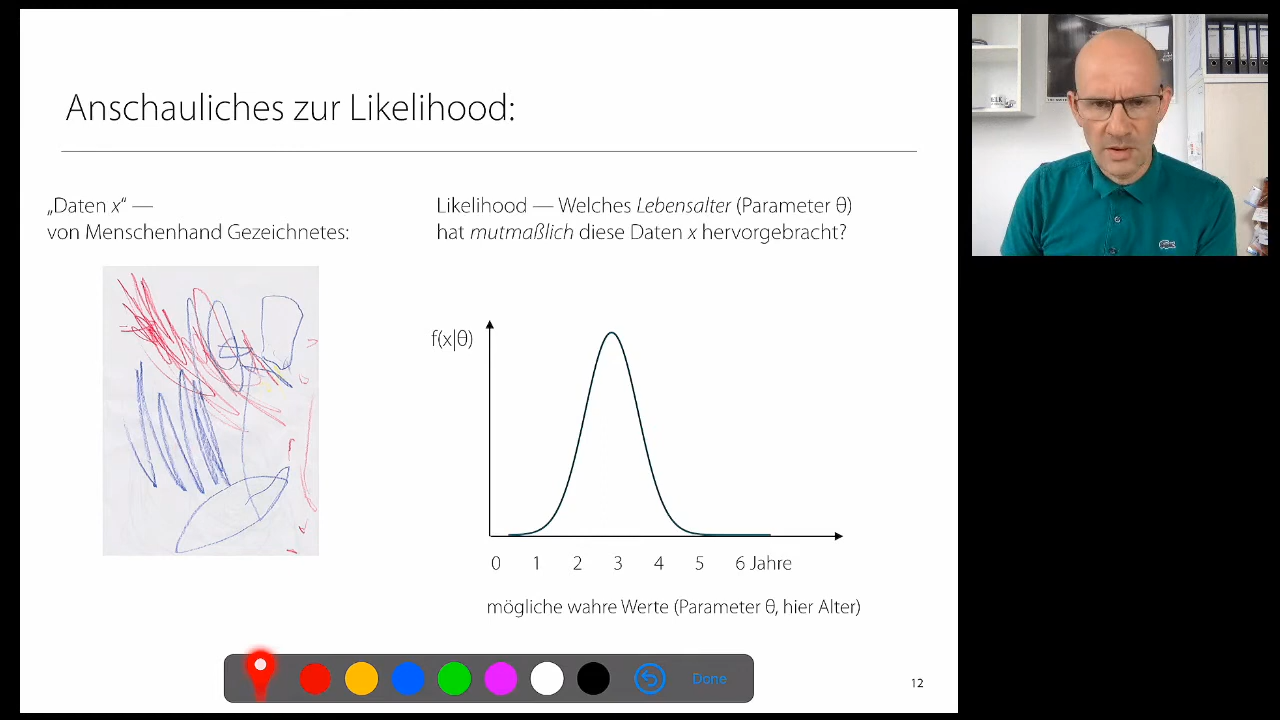 Anschauliches zur Likelihood:
„Daten x“ —
von Menschenhand Gezeichnetes:
Likelihood — Welches Lebensalter (Parameter θ)
hat mutmaßlich diese Daten x hervorgebracht?
f(x|θ)
0 1 2 3 4 5 6 Jahre
mögliche wahre Werte (Parameter θ, hier Alter)
Done
12